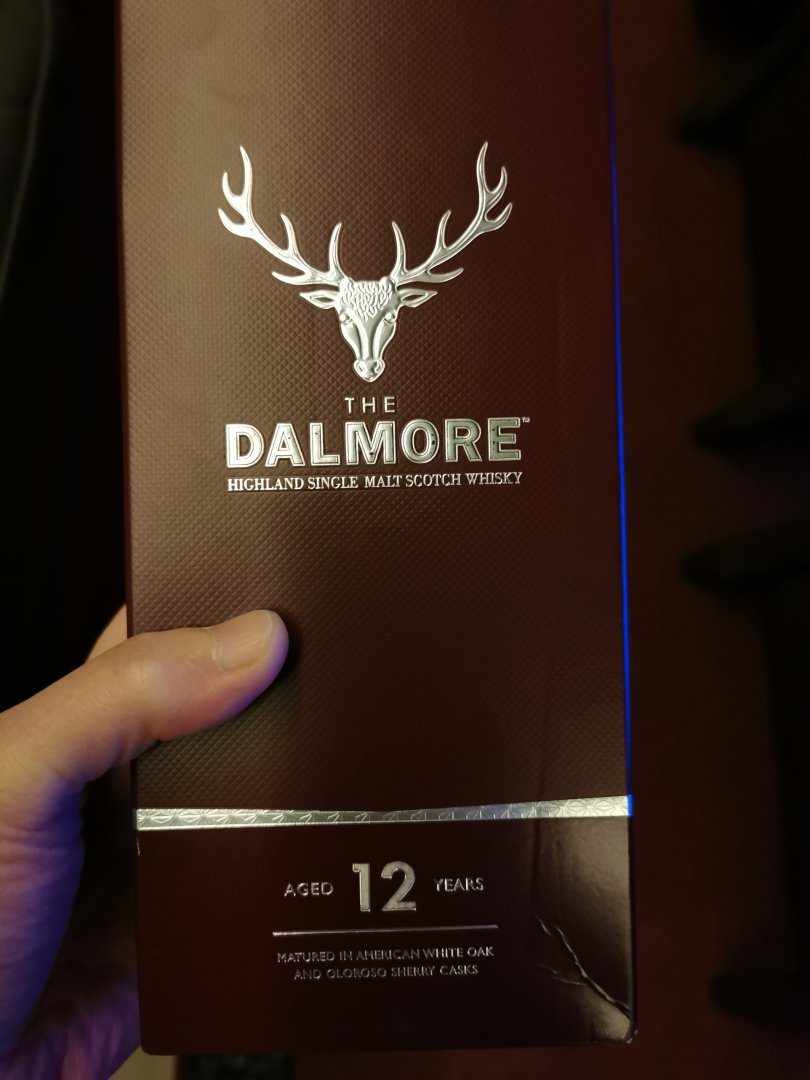 THE
DALMORE™
HIGHLAND SINGLE MALT SCOTCH WHISKY
AGED 12 YEARS
MATURED IN AMERICAN WHITE OAK
AND OLOROSO SHERRY CASKS